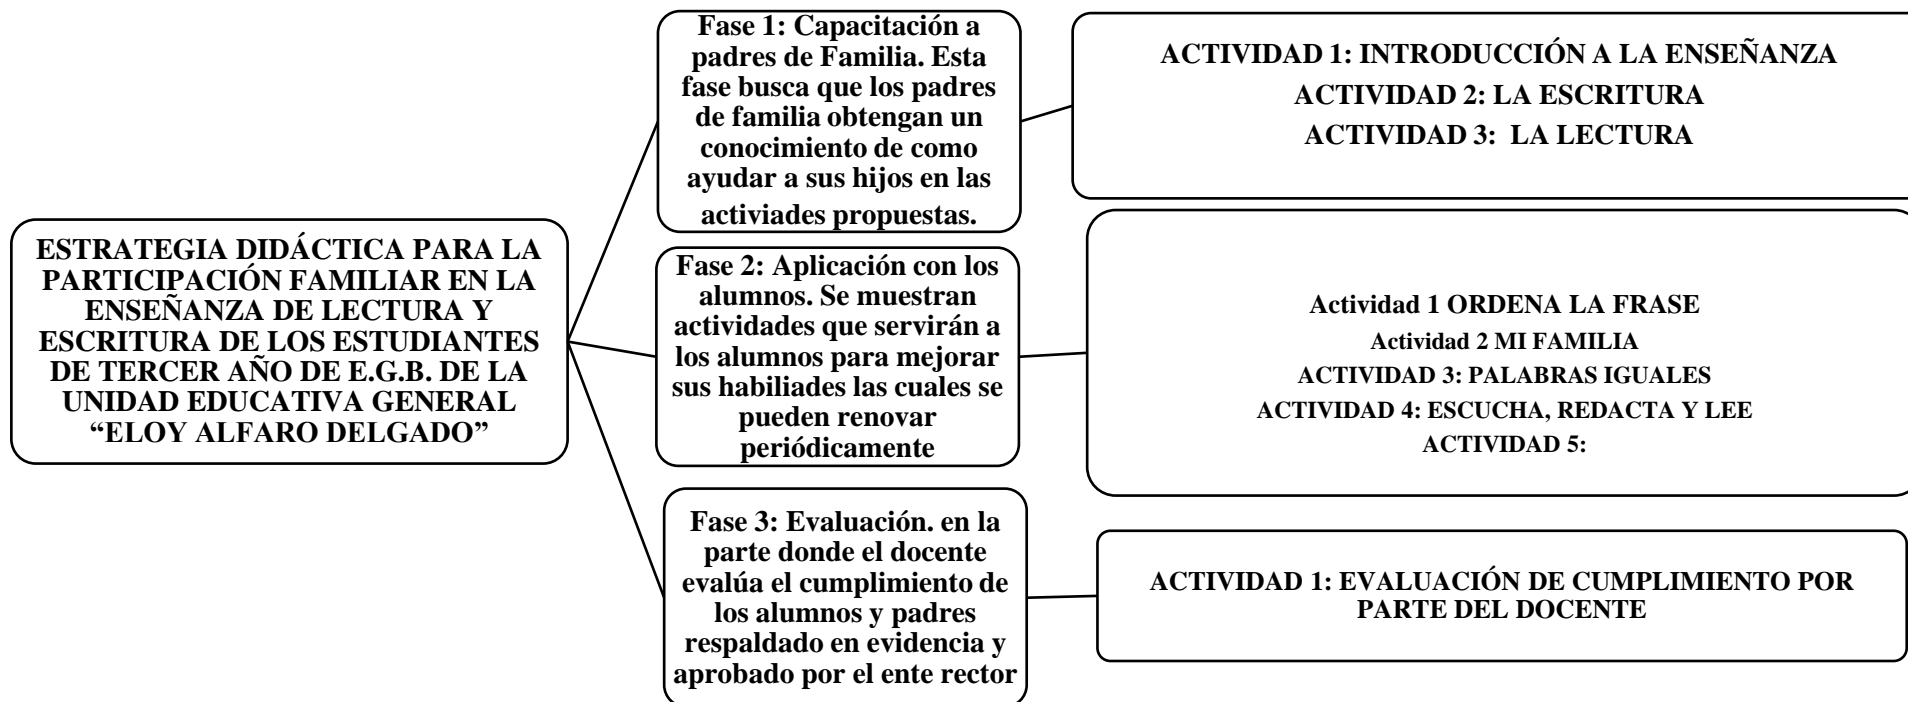 ESTRATEGIA DIDÁCTICA PARA LA
PARTICIPACIÓN FAMILIAR EN LA
ENSEÑANZA DE LECTURA Y
ESCRITURA DE LOS ESTUDIANTES
DE TERCER AÑO DE E.G.B. DE LA
UNIDAD EDUCATIVA GENERAL
“ELOY ALFARO DELGADO”
Fase 1: Capacitación a
padres de Familia. Esta
fase busca que los padres
de familia obtengan un
conocimiento de como
ayudar a sus hijos en las
activiades propuestas.
ACTIVIDAD 1: INTRODUCCIÓN A LA ENSEÑANZA
ACTIVIDAD 2: LA ESCRITURA
ACTIVIDAD 3: LA LECTURA
Fase 2: Aplicación con los
alumnos. Se muestran
actividades que servirán a
los alumnos para mejorar
sus habiliades las cuales se
pueden renovar
periódicamente
Actividad 1 ORDENA LA FRASE
Actividad 2 MI FAMILIA
ACTIVIDAD 3: PALABRAS IGUALES
ACTIVIDAD 4: ESCUCHA, REDACTA Y LEE
ACTIVIDAD 5:
Fase 3: Evaluación. en la
parte donde el docente
evalúa el cumplimiento de
los alumnos y padres
respaldado en evidencia y
aprobado por el ente rector
ACTIVIDAD 1: EVALUACIÓN DE CUMPLIMIENTO POR
PARTE DEL DOCENTE